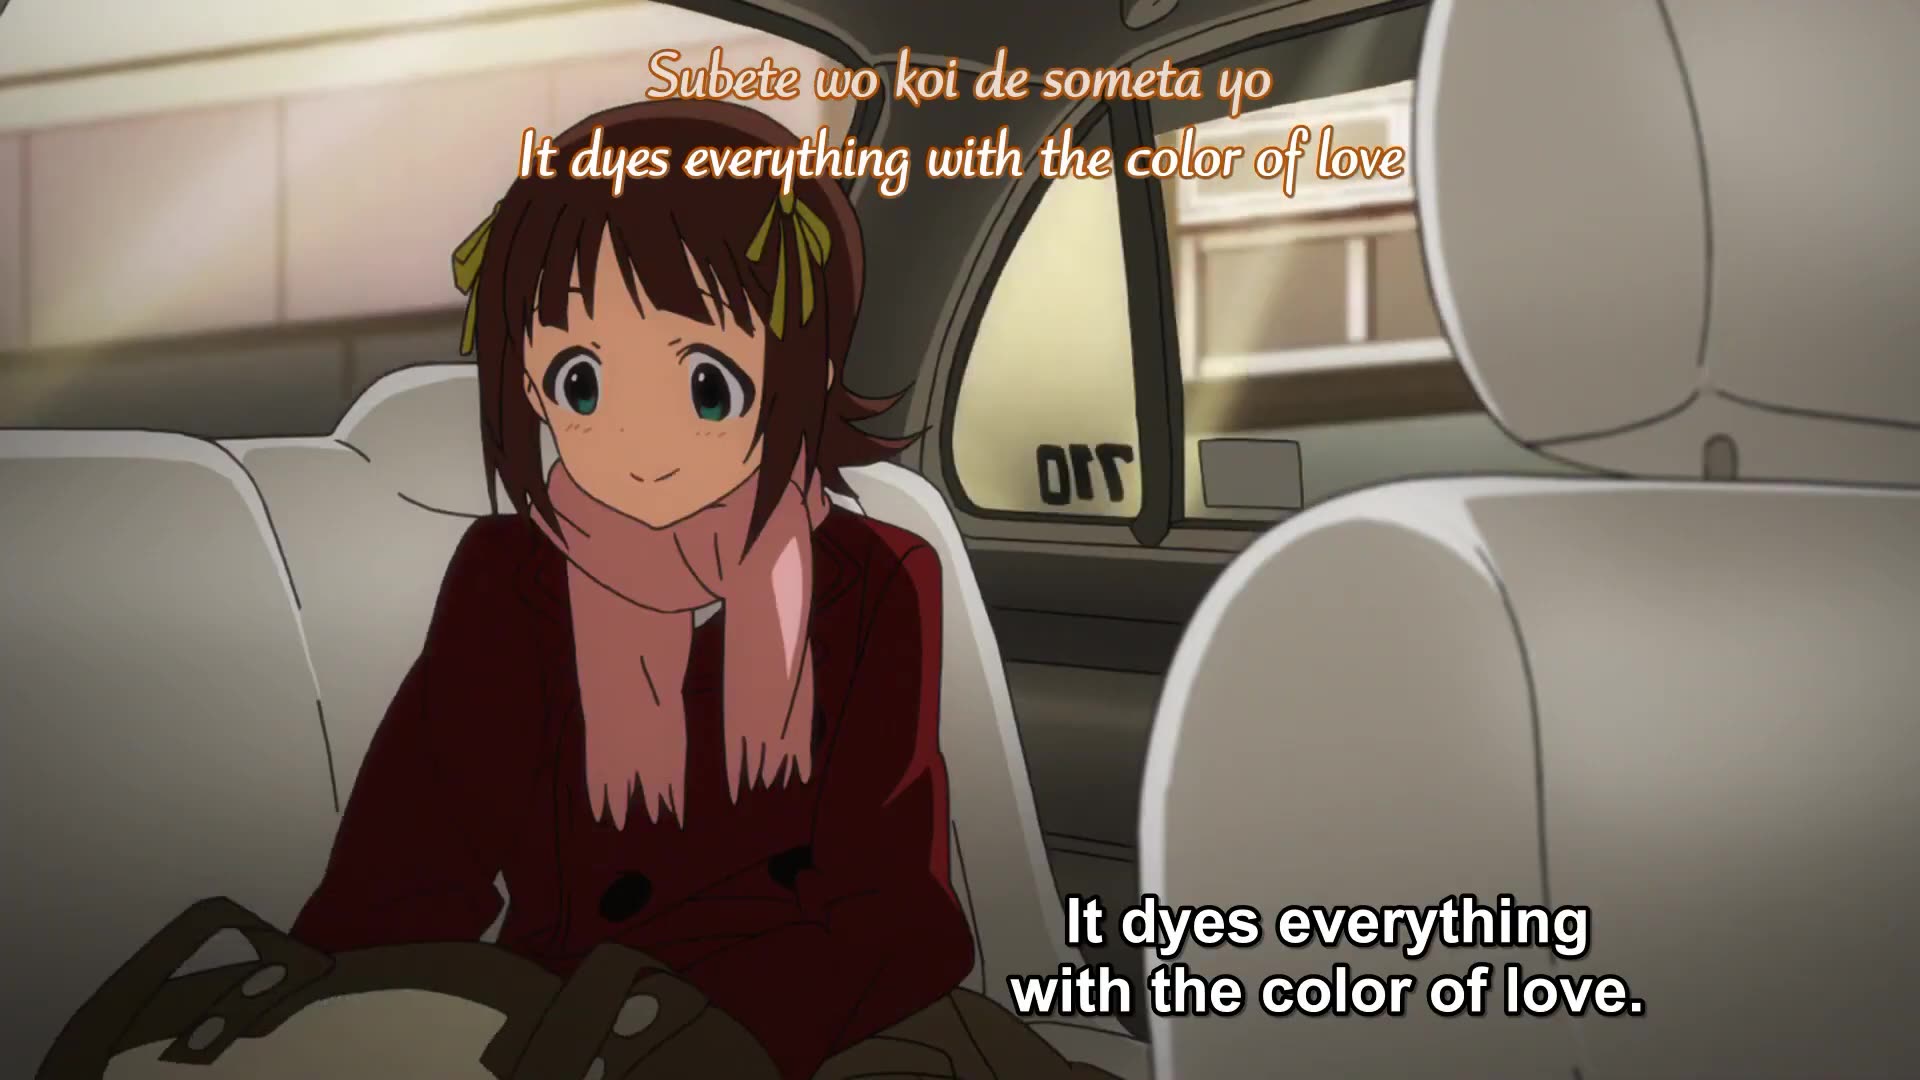 Subete wo koi de someta yo
It dyes everything with the color of love
710
It dyes everything
with the color of love.